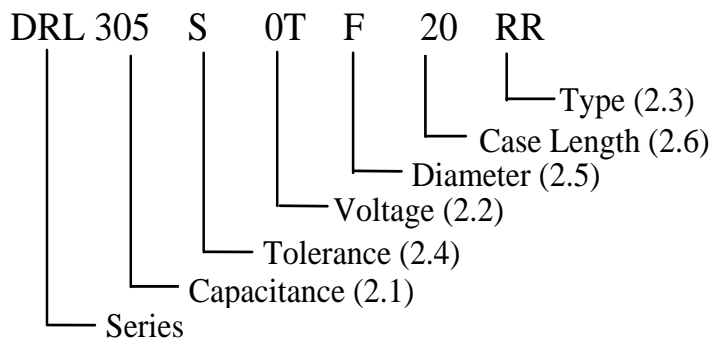 DRL 305 S 0T F 20 RR
Type (2.3)
Case Length (2.6)
Diameter (2.5)
Voltage (2.2)
Tolerance (2.4)
Capacitance (2.1)
Series